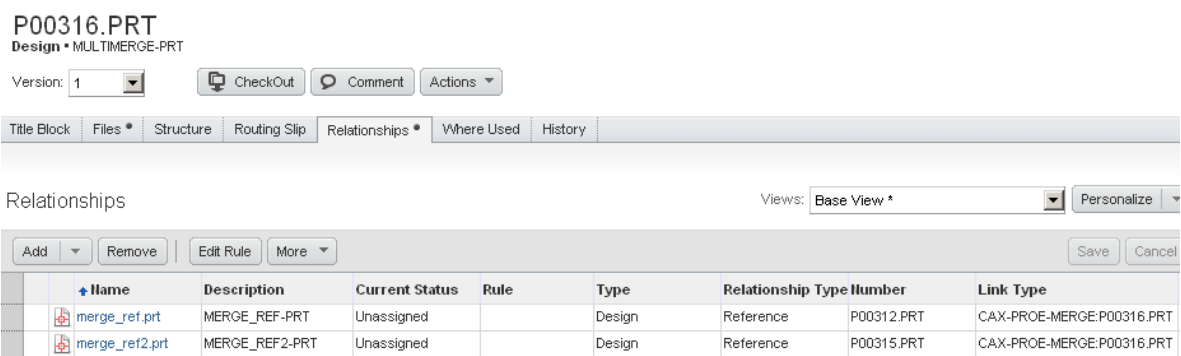 P00316.PRT
Design • MULTIMERGE-PRT
Version: 1 CheckOut Comment Actions
Title Block Files • Structure Routing Slip Relationships • Where Used History
Relationships Views: Base View * Personalize
Add Remove Edit Rule More Save Cancel
Name Description Current Status Rule Type Relationship Type Number Link Type
merge_ref.prt MERGE_REF-PRT Unassigned Design Reference P00312.PRT CAX-PROE-MERGE:P00316.PRT
merge_ref2.prt MERGE_REF2-PRT Unassigned Design Reference P00315.PRT CAX-PROE-MERGE:P00316.PRT